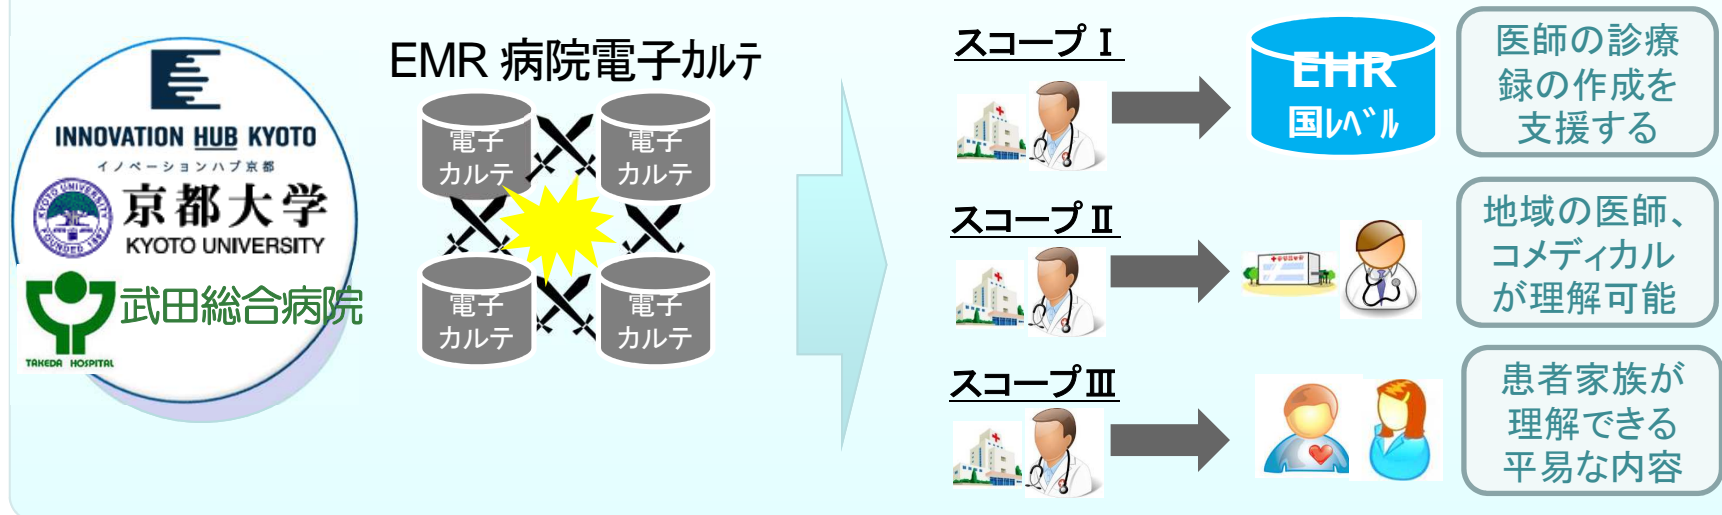 INNOVATION HUB KYOTO
イノベーションハブ京都
京都大学
KYOTO UNIVERSITY
武田総合病院
TAKEDA HOSPITAL
EMR 病院電子カルテ
電子
カルテ
電子
カルテ
電子
カルテ
電子
カルテ
スコープⅠ
EHR
国レベル
医師の診療
録の作成を
支援する
スコープⅡ
地域の医師、
コメディカル
が理解可能
スコープⅢ
患者家族が
理解できる
平易な内容